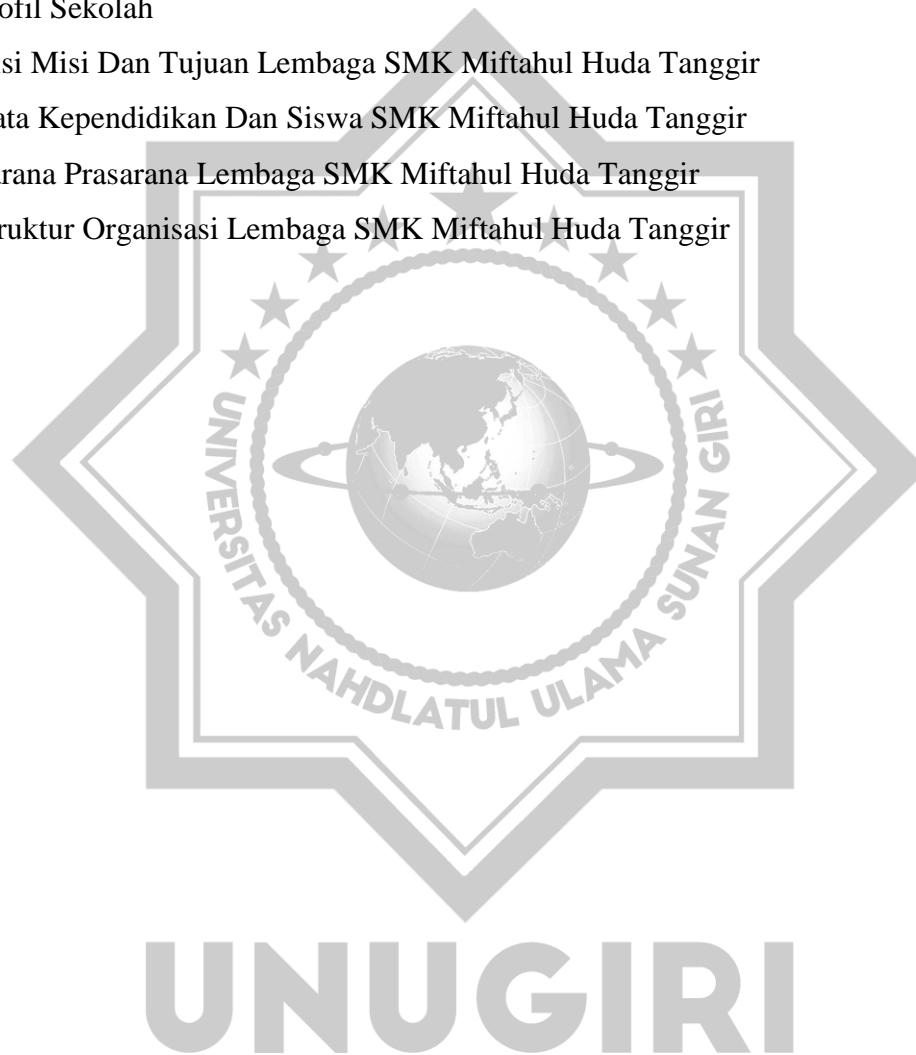 ofil Sekolah
si Misi Dan Tujuan Lembaga SMK Miftahul Huda Tanggir
ata Kependidikan Dan Siswa SMK Miftahul Huda Tanggir
arana Prasarana Lembaga SMK Miftahul Huda Tanggir
ruktur Organisasi Lembaga SMK Miftahul Huda Tanggir
UNIVERSITAS NAHDLATUL ULAMA SUNAN GIRI
UNUGIRI